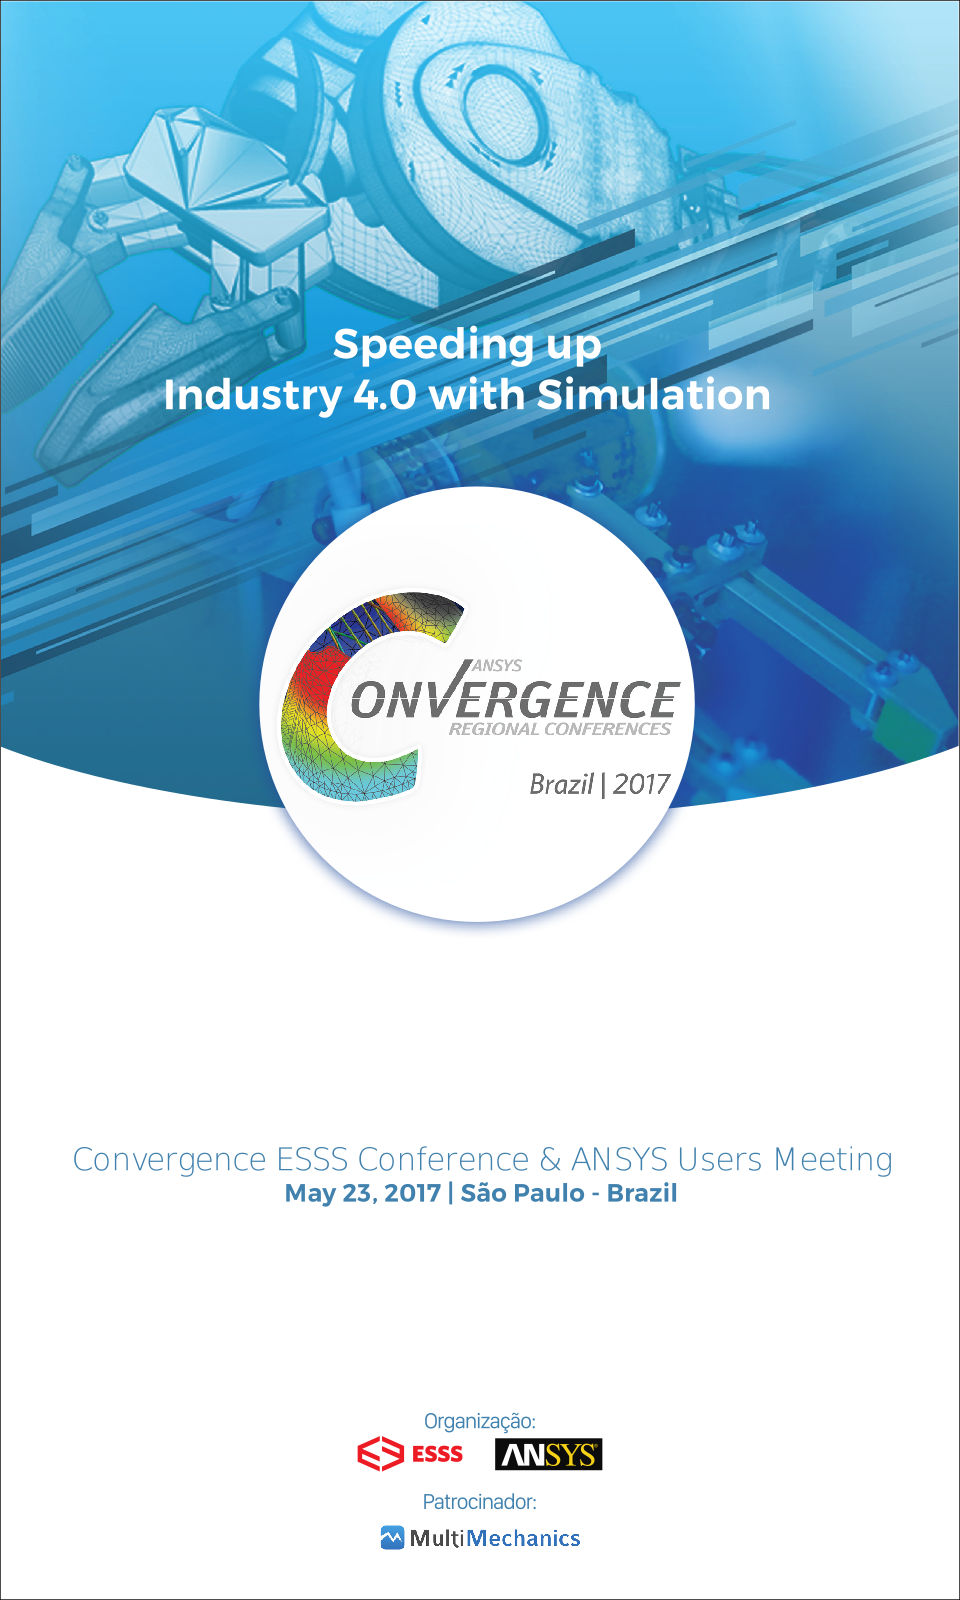 Speeding up
Industry 4.0 with Simulation
ANSYS
CONVERGENCE
REGIONAL CONFERENCES
Brazil | 2017
Convergence ESSS Conference & ANSYS Users Meeting
May 23, 2017 | São Paulo - Brazil
Organização:
ESSS ANSYS®
Patrocinador:
MultiMechanics